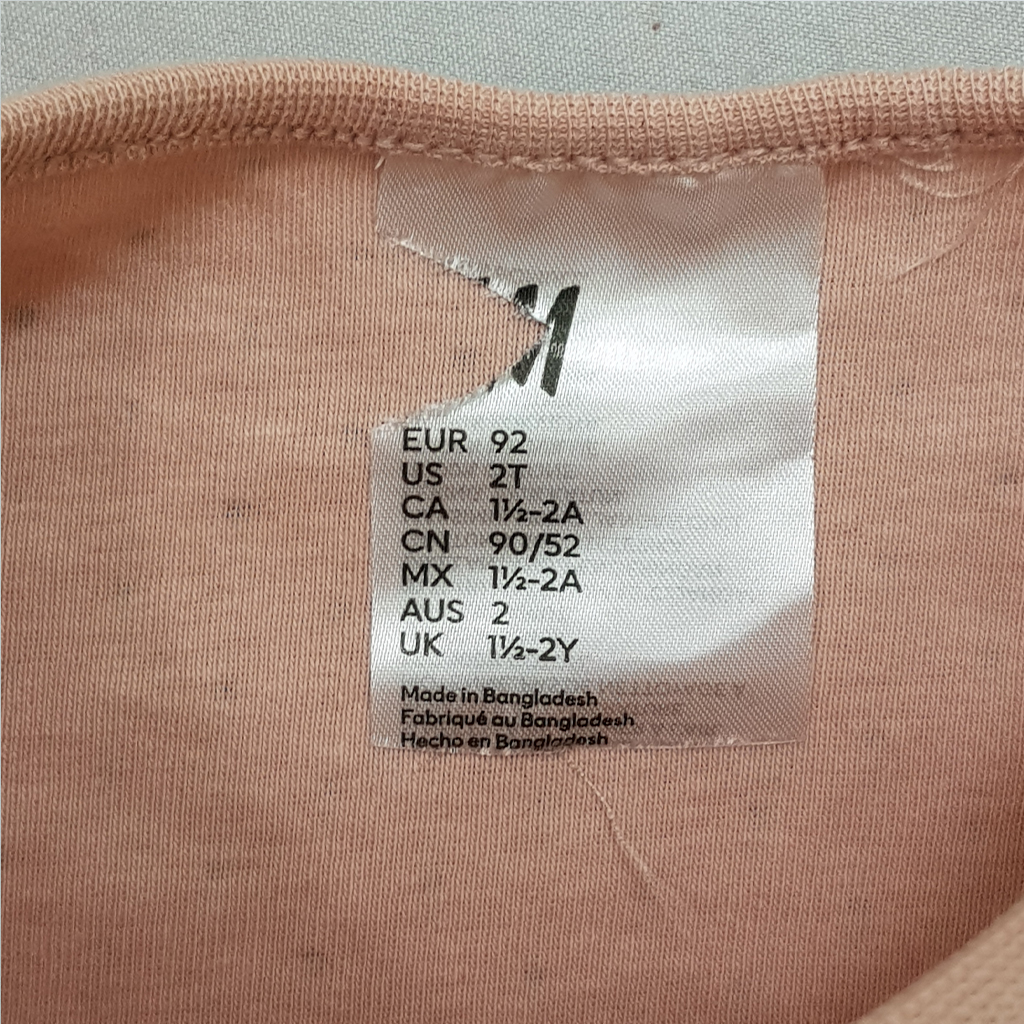 M
EUR 92
US 2T
CA 1½-2A
CN 90/52
MX 1½-2A
AUS 2
UK 1½-2Y
Made in Bangladesh
Fabriqué au Bangladesh
Hecho en Bangladesh